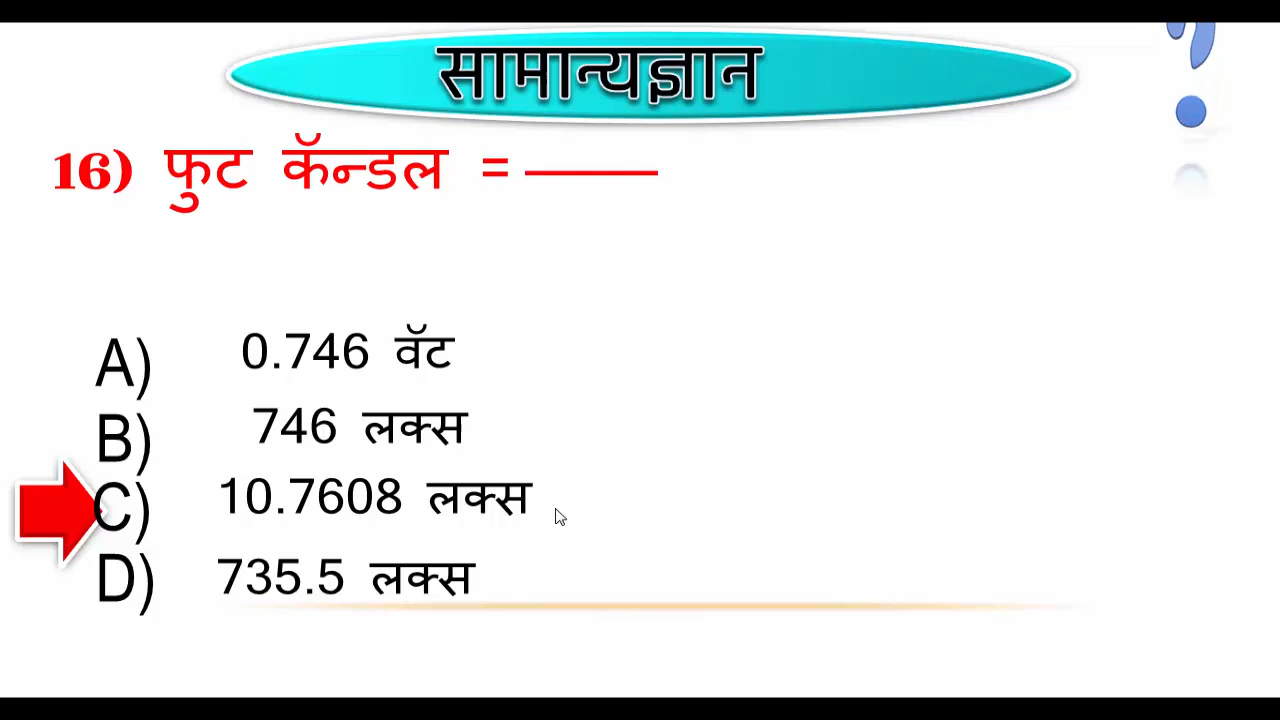 सामान्यज्ञान
16) फुट कॅन्डल = ———
A) 0.746 वॅट
B) 746 लक्स
C) 10.7608 लक्स
D) 735.5 लक्स